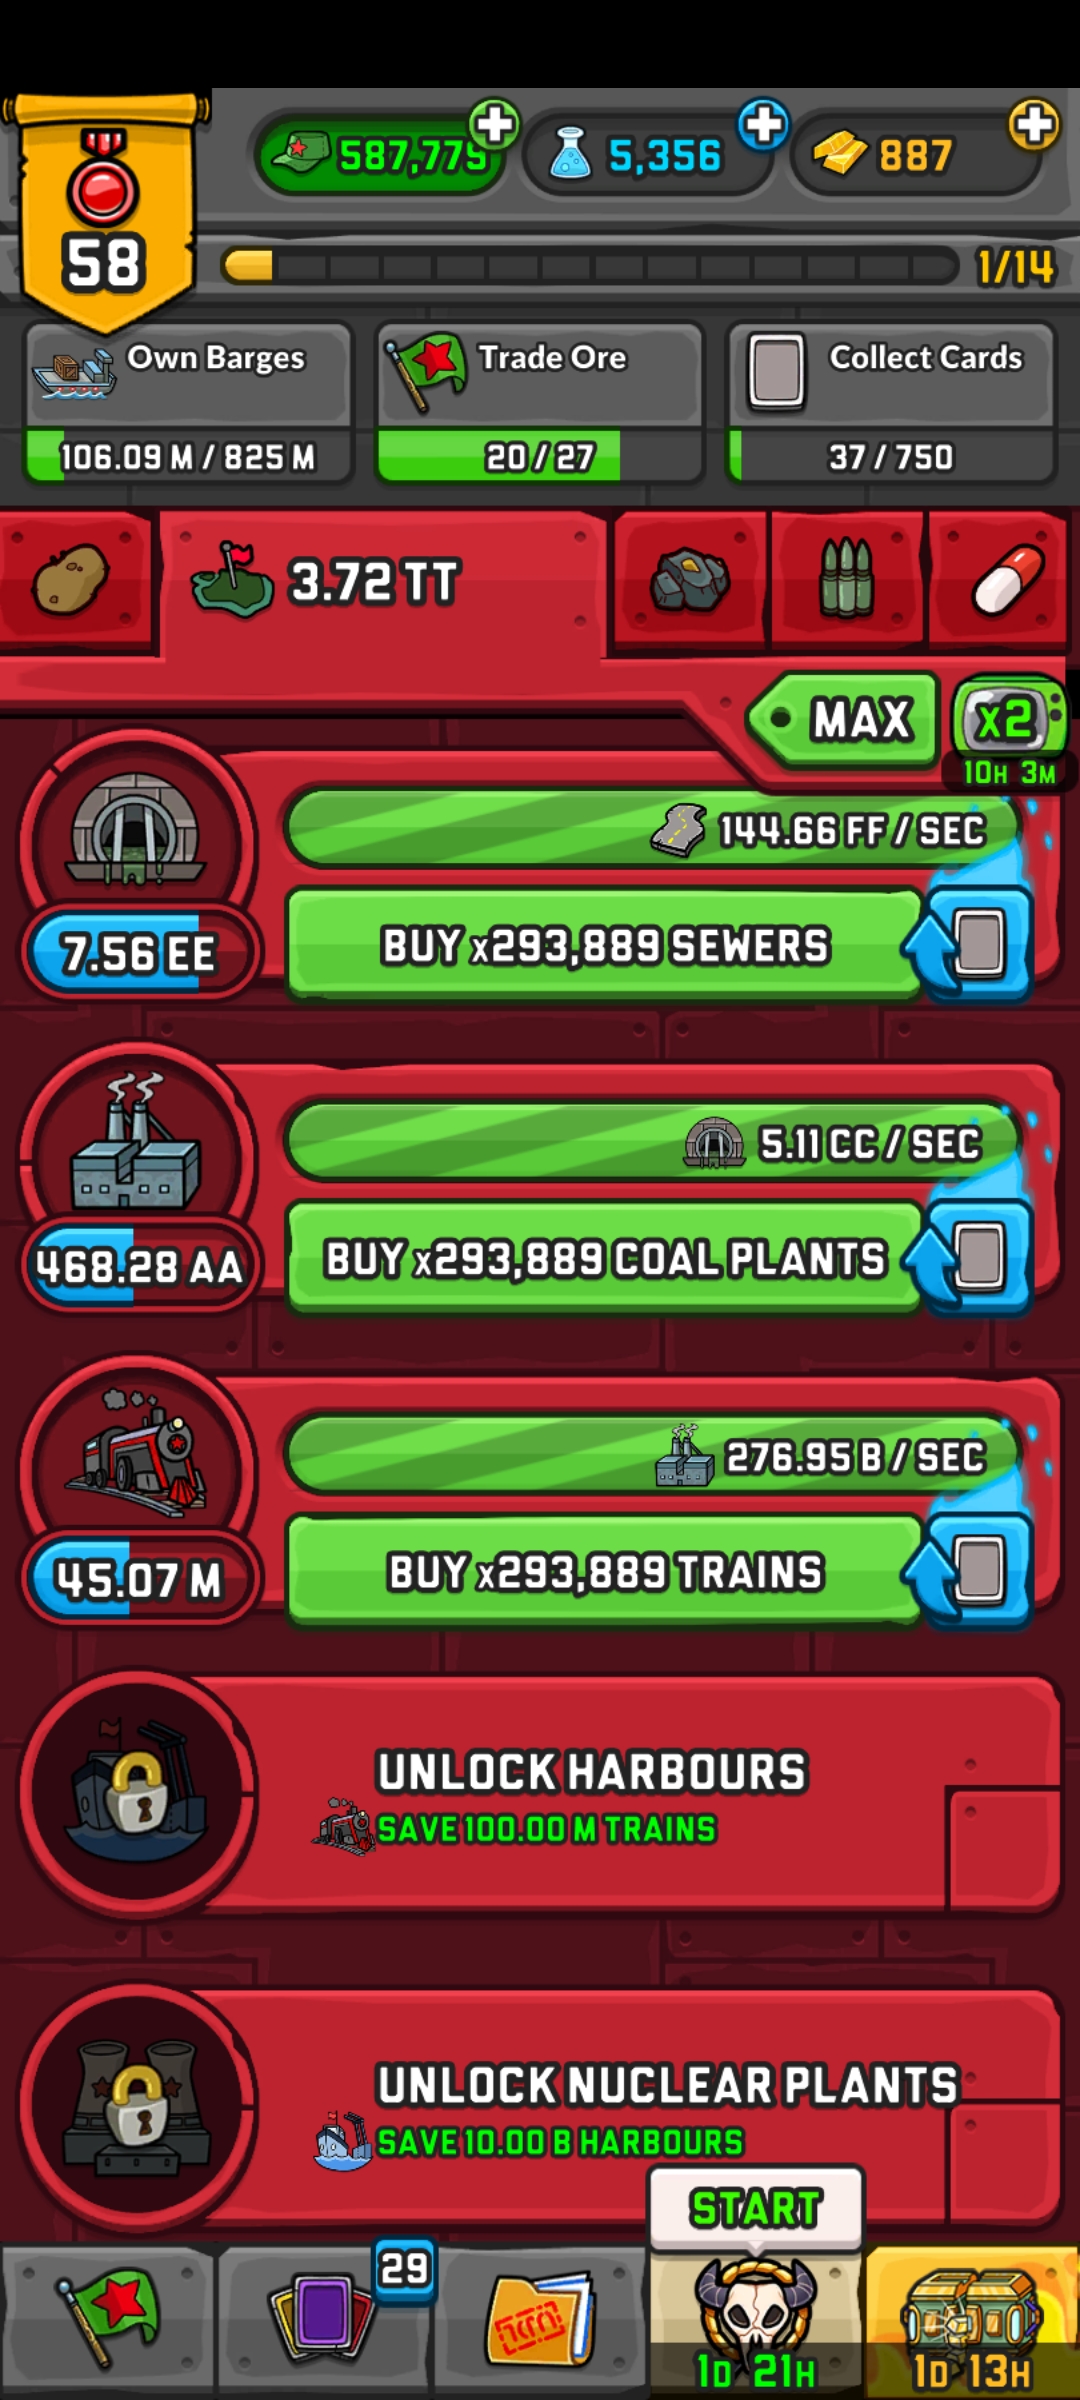 587,779
5,356
887
58
1/14
Own Barges
106.09 M / 825 M
Trade Ore
20 / 27
Collect Cards
37 / 750
3.72 TT
MAX
x2
10H 3M
144.66 FF / SEC
7.56 EE
BUY x293,889 SEWERS
5.11 CC / SEC
468.28 AA
BUY x293,889 COAL PLANTS
276.95 B / SEC
45.07 M
BUY x293,889 TRAINS
UNLOCK HARBOURS
SAVE 100.00 M TRAINS
UNLOCK NUCLEAR PLANTS
SAVE 10.00 B HARBOURS
START
29
1D 21H
1D 13H